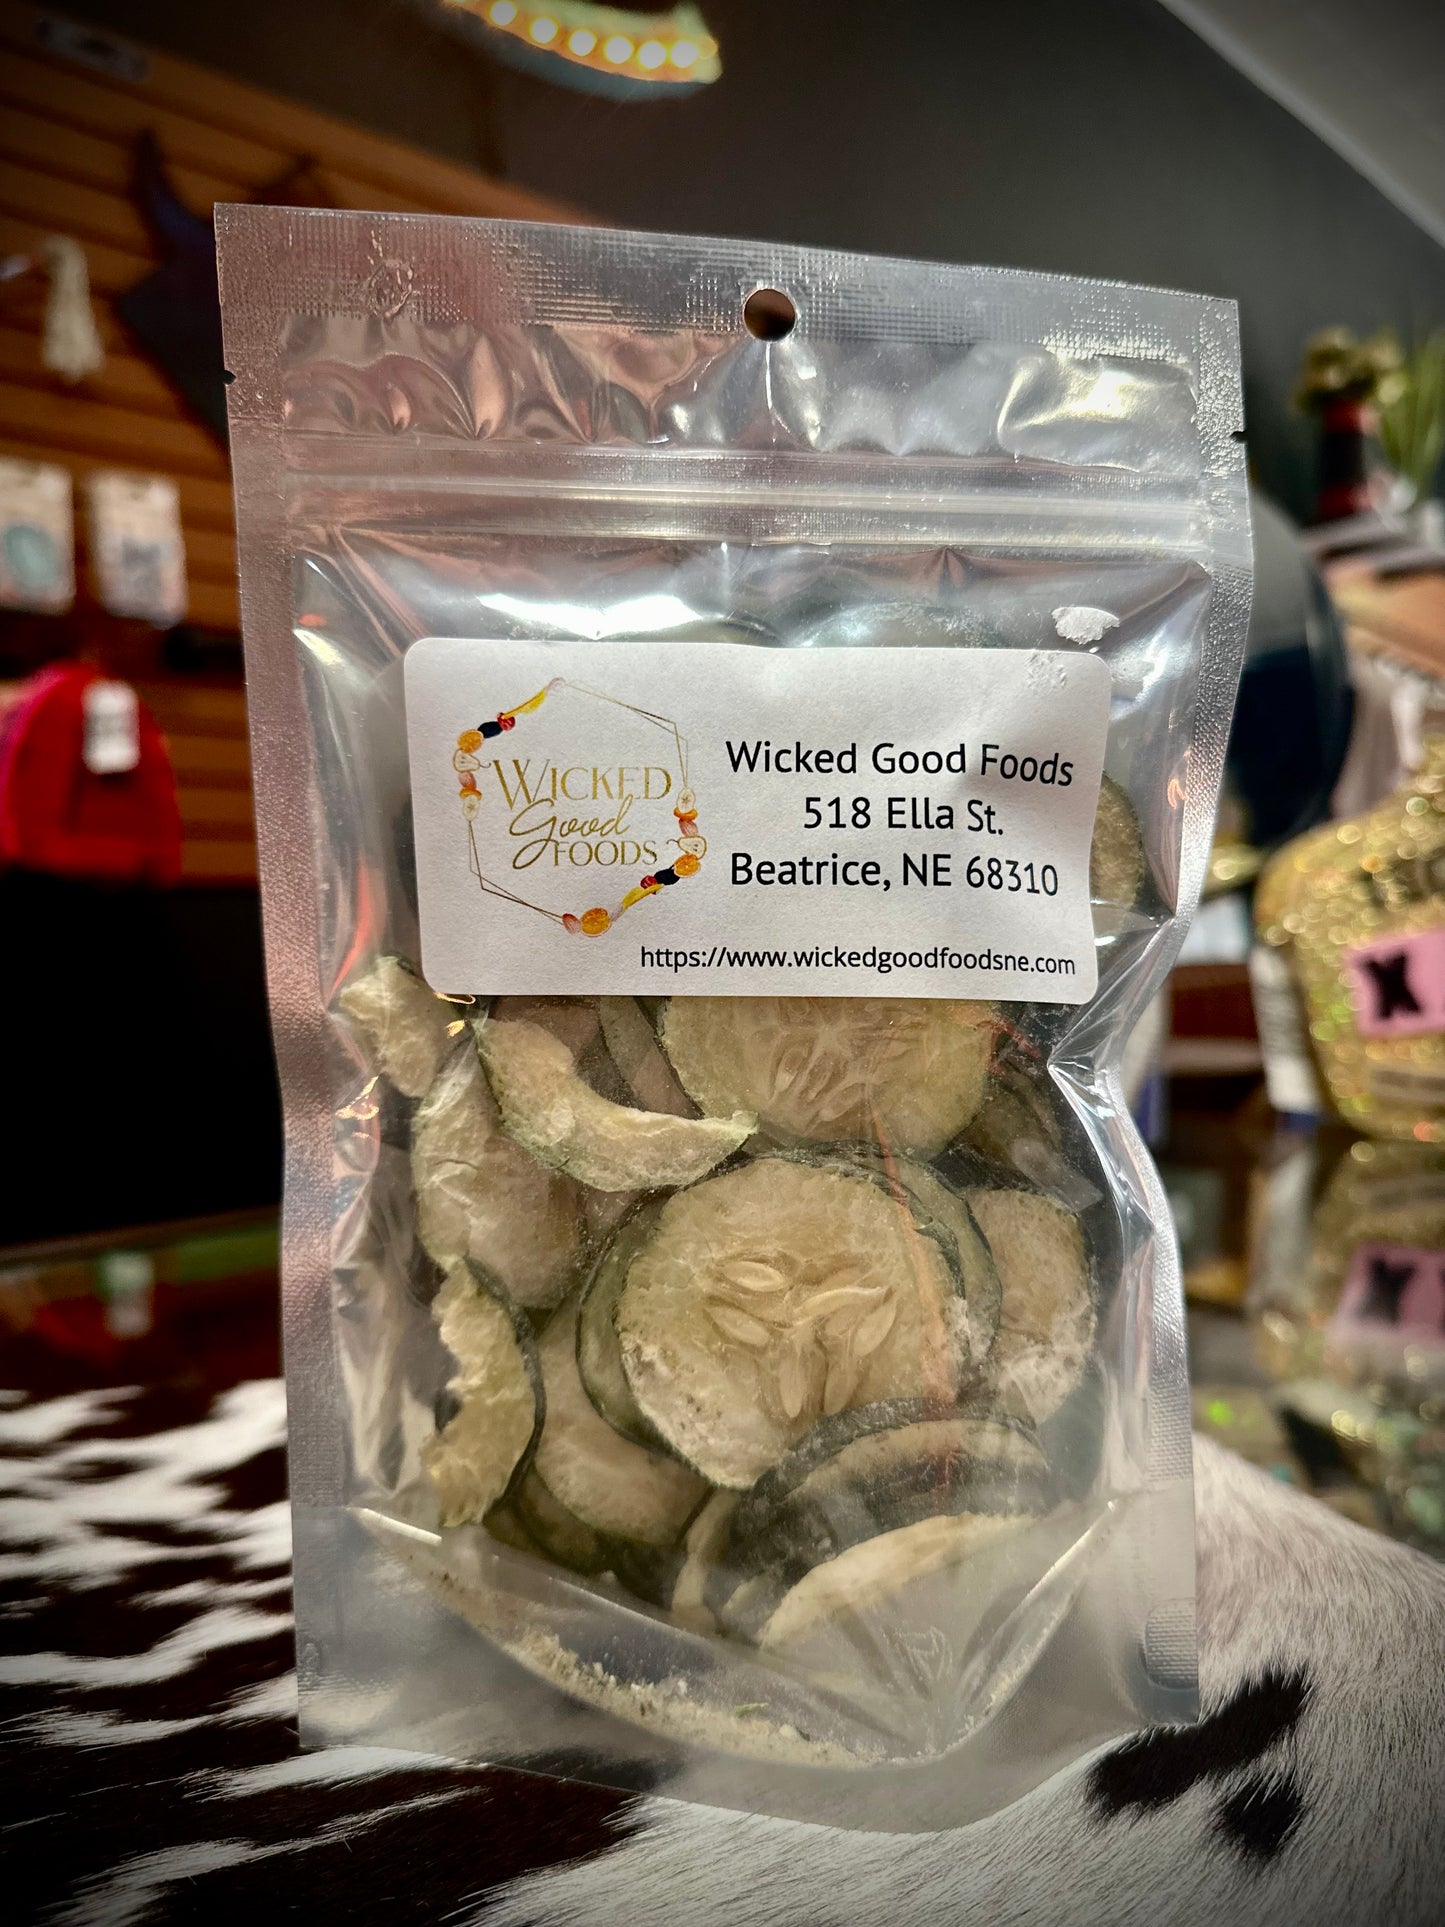 WICKED
Good
FOODS
Wicked Good Foods
518 Ella St.
Beatrice, NE 68310
https://www.wickedgoodfoodsne.com
X